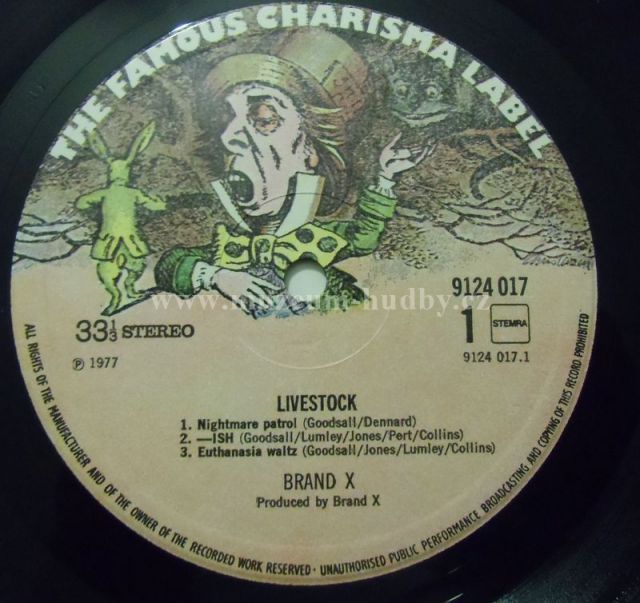 THE FAMOUS CHARISMA LABEL
www.muzeum-hudby.cz
9124 017
33⅓ STEREO
1 STEMRA
℗ 1977
9124 017.1
LIVESTOCK
1. Nightmare patrol (Goodsall/Dennard)
2. —ISH (Goodsall/Lumley/Jones/Pert/Collins)
3. Euthanasia waltz (Goodsall/Jones/Lumley/Collins)
BRAND X
Produced by Brand X
ALL RIGHTS OF THE MANUFACTURER AND OF THE OWNER OF THE RECORDED WORK RESERVED · UNAUTHORISED PUBLIC PERFORMANCE BROADCASTING AND COPYING OF THIS RECORD PROHIBITED